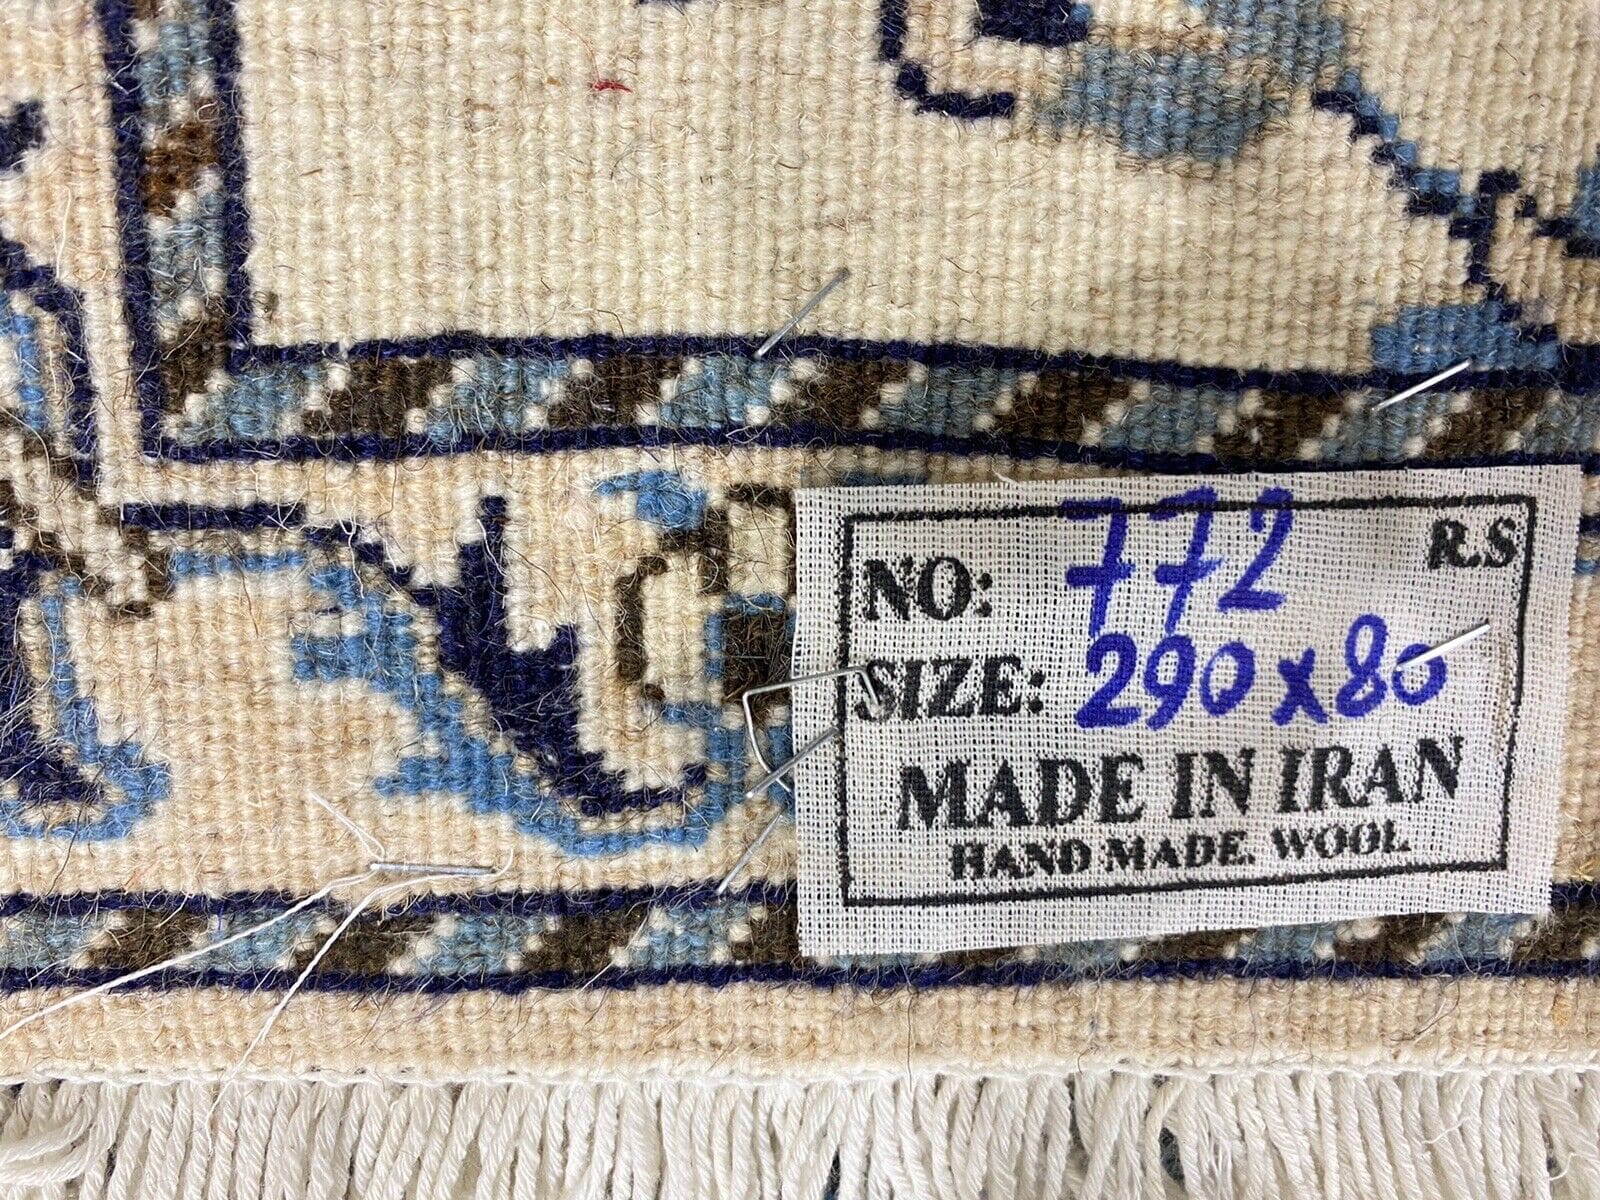 NO: 772 R.S
SIZE: 290x80
MADE IN IRAN
HAND MADE. WOOL